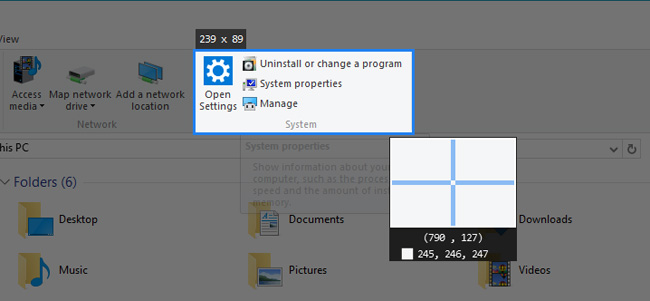 239 x 89
View
Access media
Map network drive
Add a network location
Network
Open Settings
Uninstall or change a program
System properties
Manage
System
his PC
System properties
Show information about your
computer, such as the proces
speed and the amount of inst
memory.
Folders (6)
Desktop
Documents
Downloads
Music
Pictures
Videos
(790 , 127)
245, 246, 247